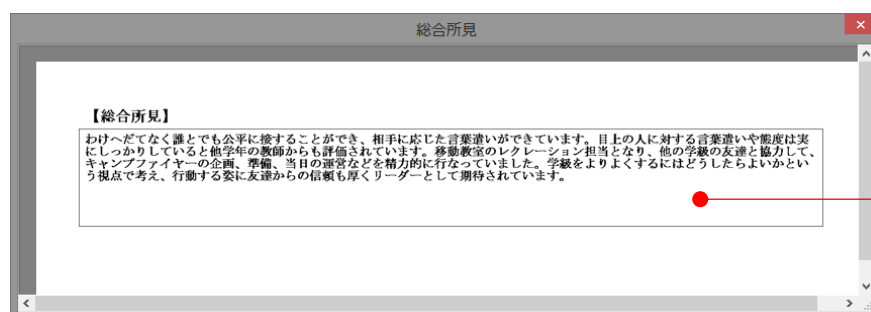 総合所見
【総合所見】
わけへだてなく誰とでも公平に接することができ、相手に応じた言葉遣いができています。目上の人に対する言葉遣いや態度は実
にしっかりしていると他学年の教師からも評価されています。移動教室のレクレーション担当となり、他の学級の友達と協力して、
キャンプファイヤーの企画、準備、当日の運営などを精力的に行なっていました。学級をよりよくするにはどうしたらよいかとい
う視点で考え、行動する姿に友達からの信頼も厚くリーダーとして期待されています。